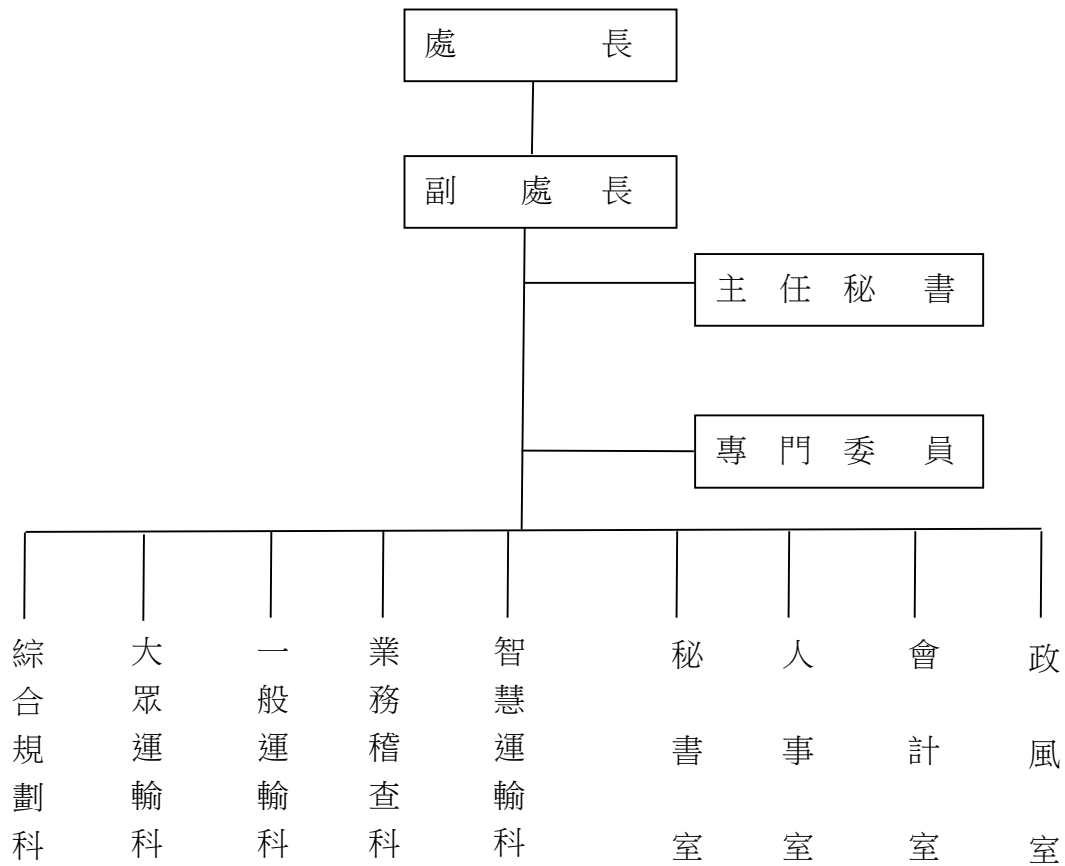 處長
副處長
主任秘書
專門委員
綜合規劃科
大眾運輸科
一般運輸科
業務稽查科
智慧運輸科
秘書室
人事室
會計室
政風室